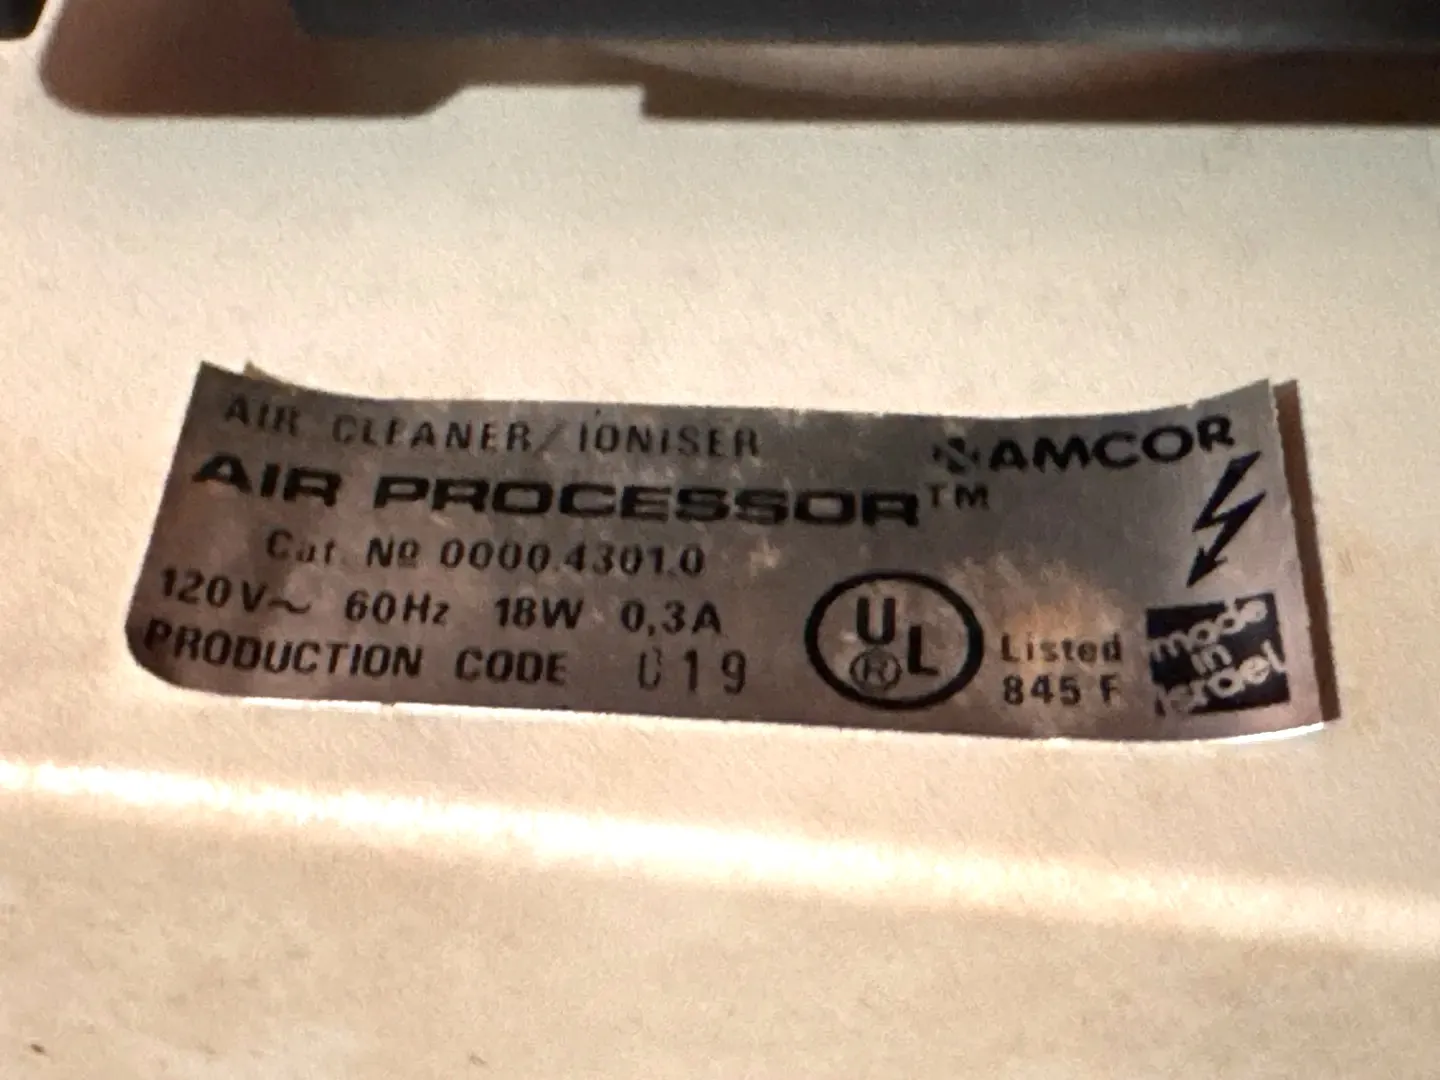 AIR CLEANER/IONISER
AIR PROCESSOR™
AMCOR
Cat. Nº 0000.4301.0
120V~ 60Hz 18W 0,3A
PRODUCTION CODE
UL
®
Listed
845 F
made
in
israel